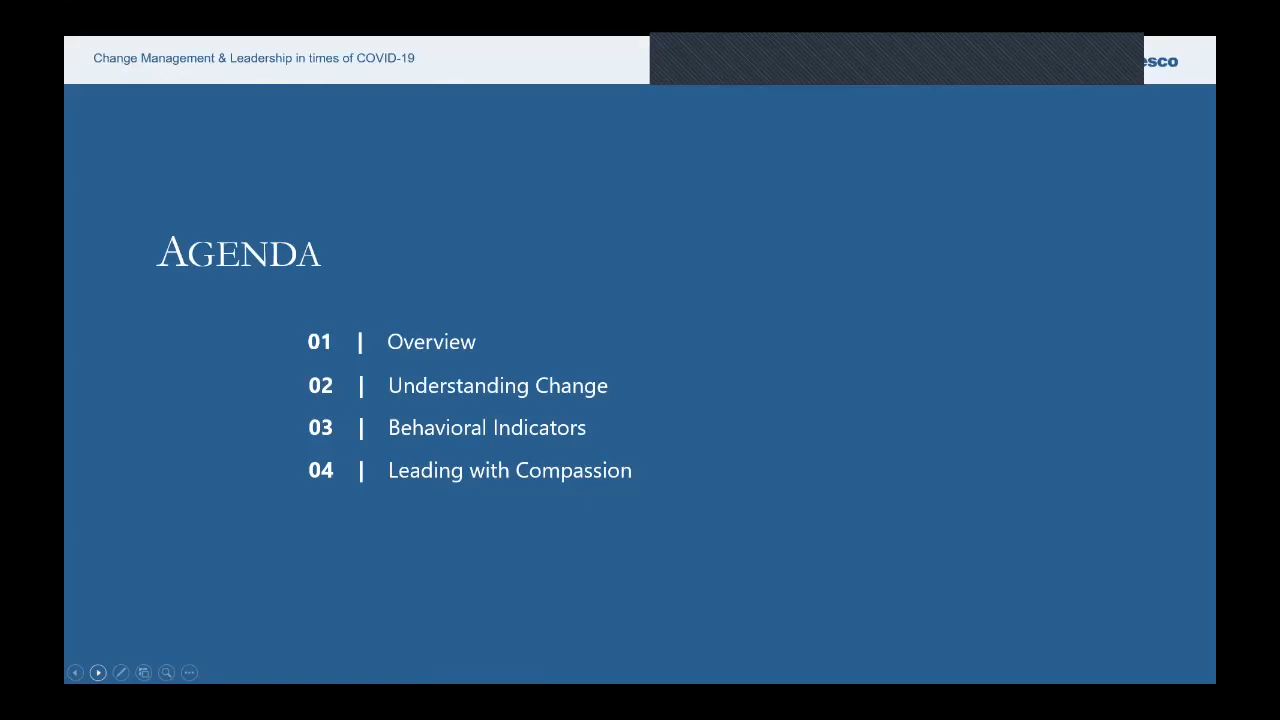 Change Management & Leadership in times of COVID-19
AGENDA
01 | Overview
02 | Understanding Change
03 | Behavioral Indicators
04 | Leading with Compassion